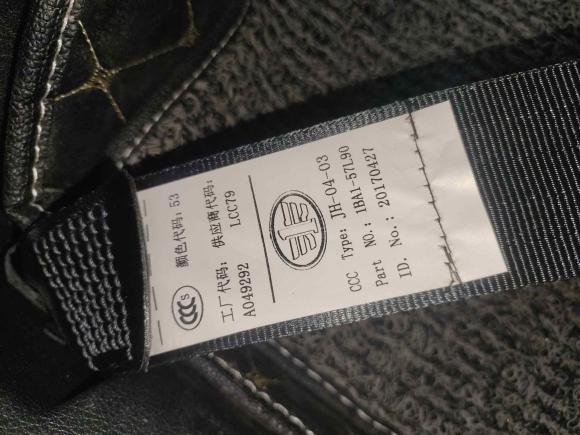 CCC S
颜色代码: 53
工厂代码: 供应商代码:
A049292 LCC79
CCC Type: JH-04-03
Part NO.: 1BA1-57L90
ID. No.: 20170427